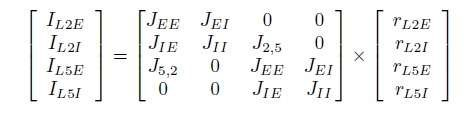 I_{L2E} J_{EE} J_{EI} 0 0 r_{L2E}
I_{L2I} = J_{IE} J_{II} J_{2,5} 0 × r_{L2I}
I_{L5E} J_{5,2} 0 J_{EE} J_{EI} r_{L5E}
I_{L5I} 0 0 J_{IE} J_{II} r_{L5I}